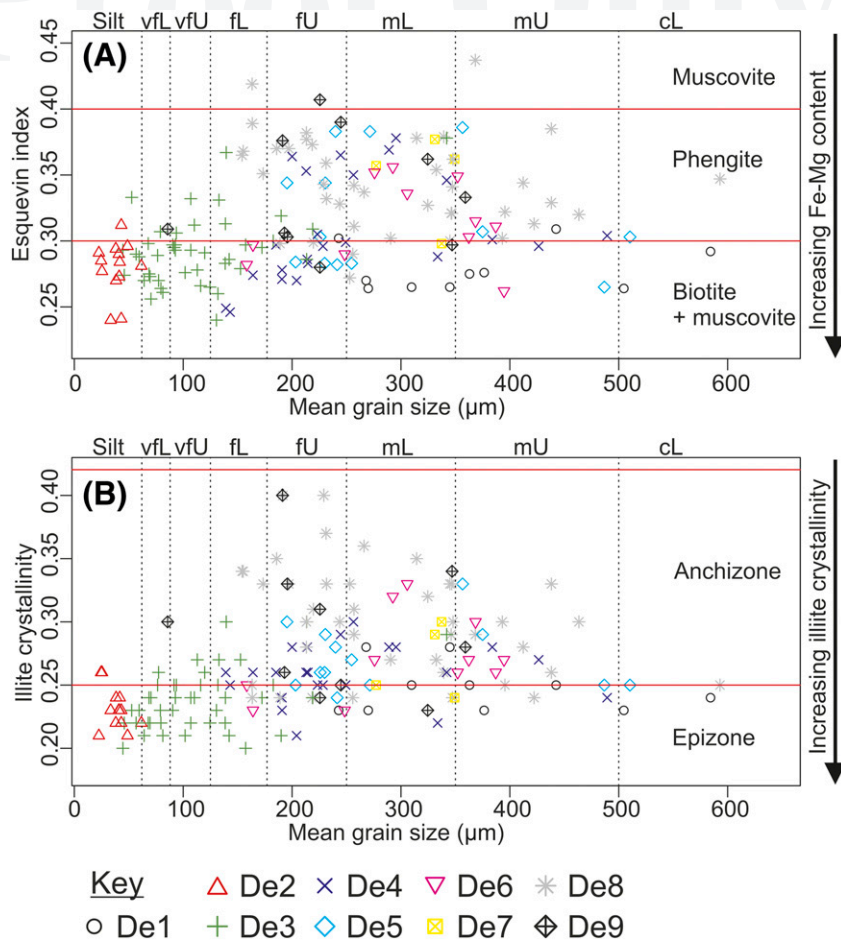 Silt vfL vfU fL fU mL mU cL
(A)
Esquevin index
0.45
0.40
0.35
0.30
0.25
Muscovite
Phengite
Biotite
+ muscovite
Increasing Fe-Mg content
0 100 200 300 400 500 600
Mean grain size (µm)
Silt vfL vfU fL fU mL mU cL
(B)
Illite crystallinity
0.40
0.35
0.30
0.25
0.20
Anchizone
Epizone
Increasing illiite crystallinity
0 100 200 300 400 500 600
Mean grain size (µm)
Key
De2 De4 De6 De8
De1 De3 De5 De7 De9